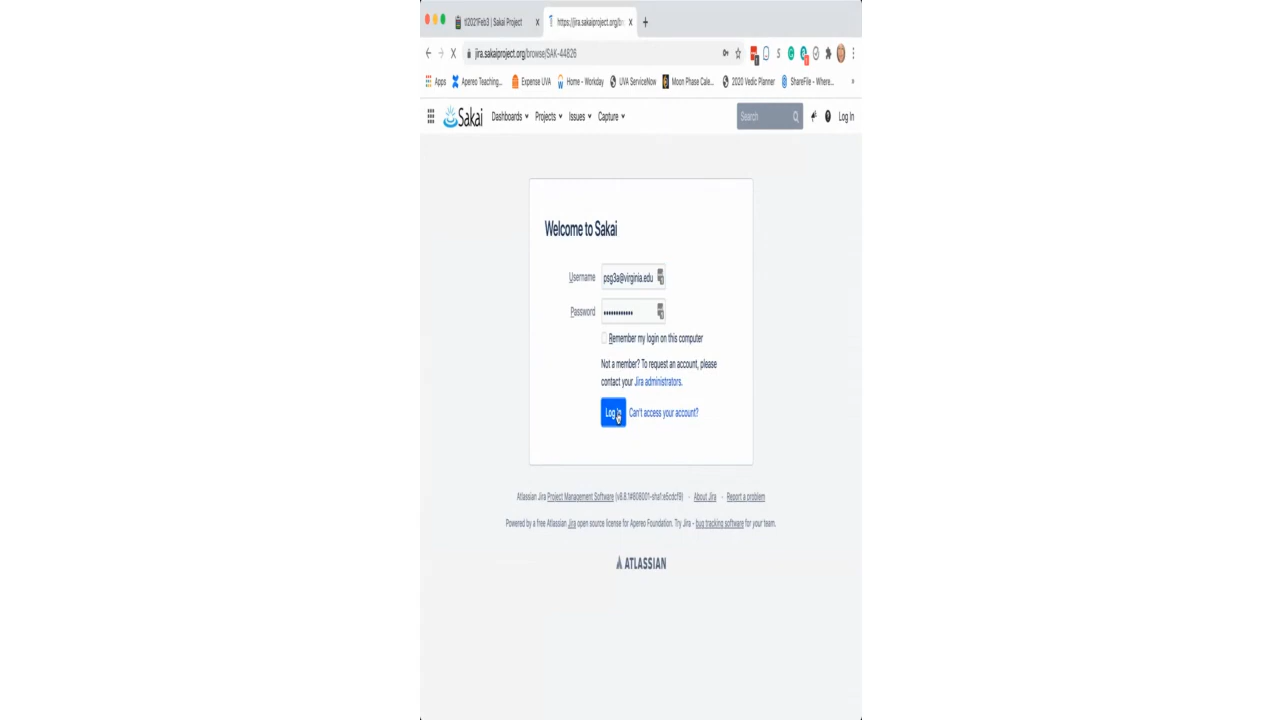 tl2021Feb3 | Sakai Project
https://jira.sakaiproject.org/br
jira.sakaiproject.org/browse/SAK-44826
Apps Apereo Teaching... Expense UVA Home - Workday UVA ServiceNow Moon Phase Cale... 2020 Vedic Planner ShareFile - Where... »
Sakai Dashboards Projects Issues Capture Search Log In
Welcome to Sakai
Username psg3a@virginia.edu
Password ••••••••••••
Remember my login on this computer
Not a member? To request an account, please
contact your Jira administrators.
Log In Can't access your account?
Atlassian Jira Project Management Software · About Jira · Report a problem
Powered by a free Atlassian Jira open source license for Apereo Foundation. Try Jira - bug tracking software for your team.
ATLASSIAN